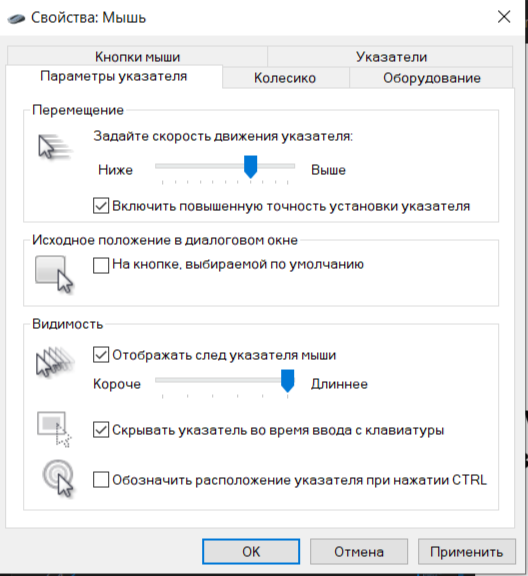 Свойства: Мышь
Кнопки мыши
Указатели
Параметры указателя
Колесико
Оборудование
Перемещение
Задайте скорость движения указателя:
Ниже
Выше
Включить повышенную точность установки указателя
Исходное положение в диалоговом окне
На кнопке, выбираемой по умолчанию
Видимость
Отображать след указателя мыши
Короче
Длиннее
Скрывать указатель во время ввода с клавиатуры
Обозначить расположение указателя при нажатии CTRL
ОК
Отмена
Применить